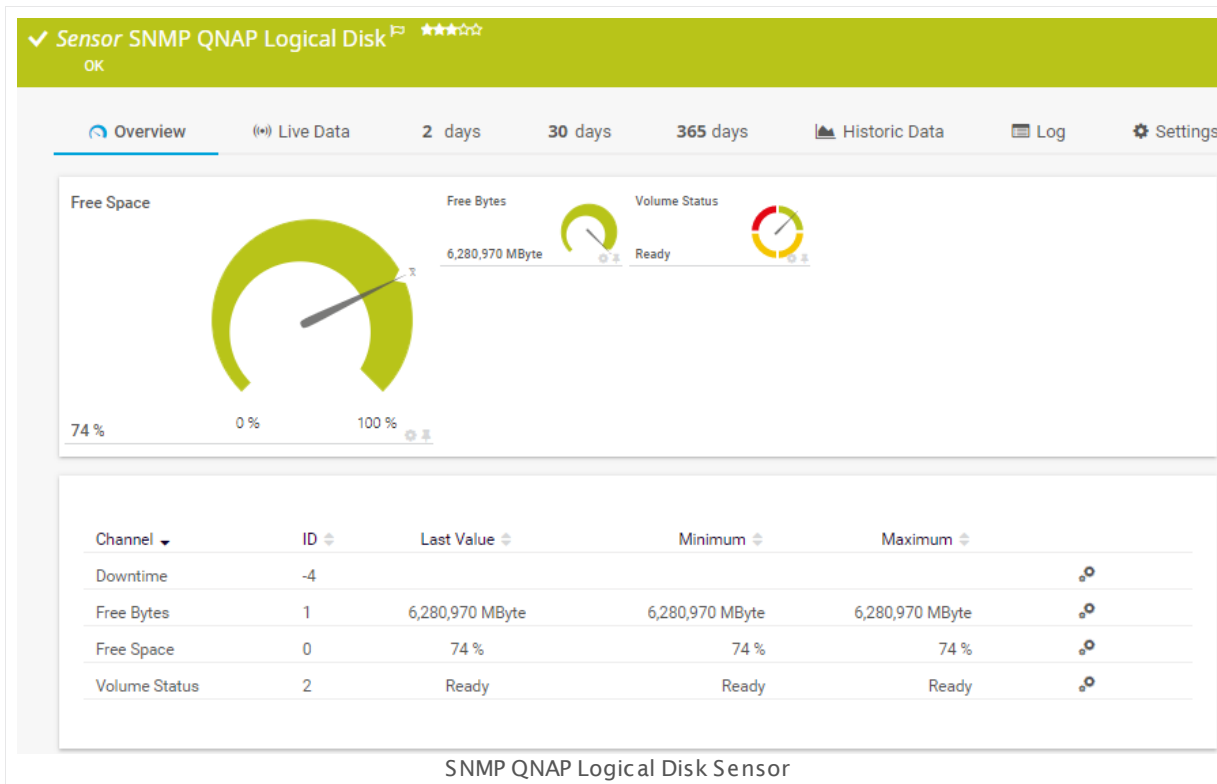 Sensor SNMP QNAP Logical Disk
OK
Overview Live Data 2 days 30 days 365 days Historic Data Log Settings
Free Space
74 %
0 %
100 %
Free Bytes
6,280,970 MByte
Volume Status
Ready
Channel ID Last Value Minimum Maximum
Downtime -4
Free Bytes 1 6,280,970 MByte 6,280,970 MByte 6,280,970 MByte
Free Space 0 74 % 74 % 74 %
Volume Status 2 Ready Ready Ready
SNMP QNAP Logical Disk Sensor